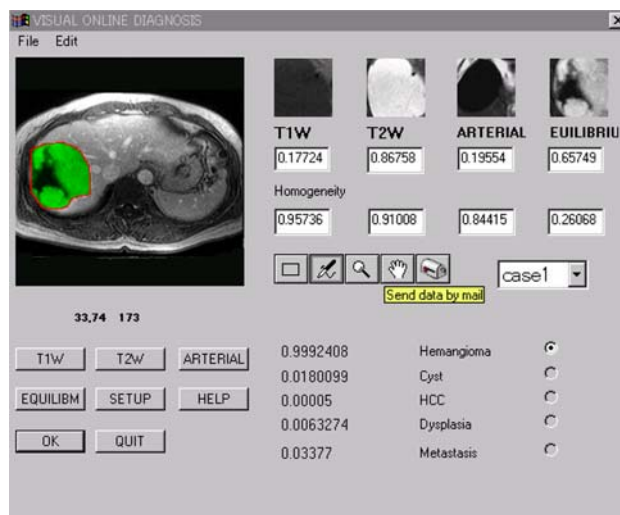 VISUAL ONLINE DIAGNOSIS
File Edit
T1W T2W ARTERIAL EUILIBRIU
0.17724 0.86758 0.19554 0.65749
Homogeneity
0.95736 0.91008 0.84415 0.26068
case1
Send data by mail
33,74 173
T1W T2W ARTERIAL
EQUILIBM SETUP HELP
OK QUIT
0.9992408 Hemangioma
0.0180099 Cyst
0.00005 HCC
0.0063274 Dysplasia
0.03377 Metastasis